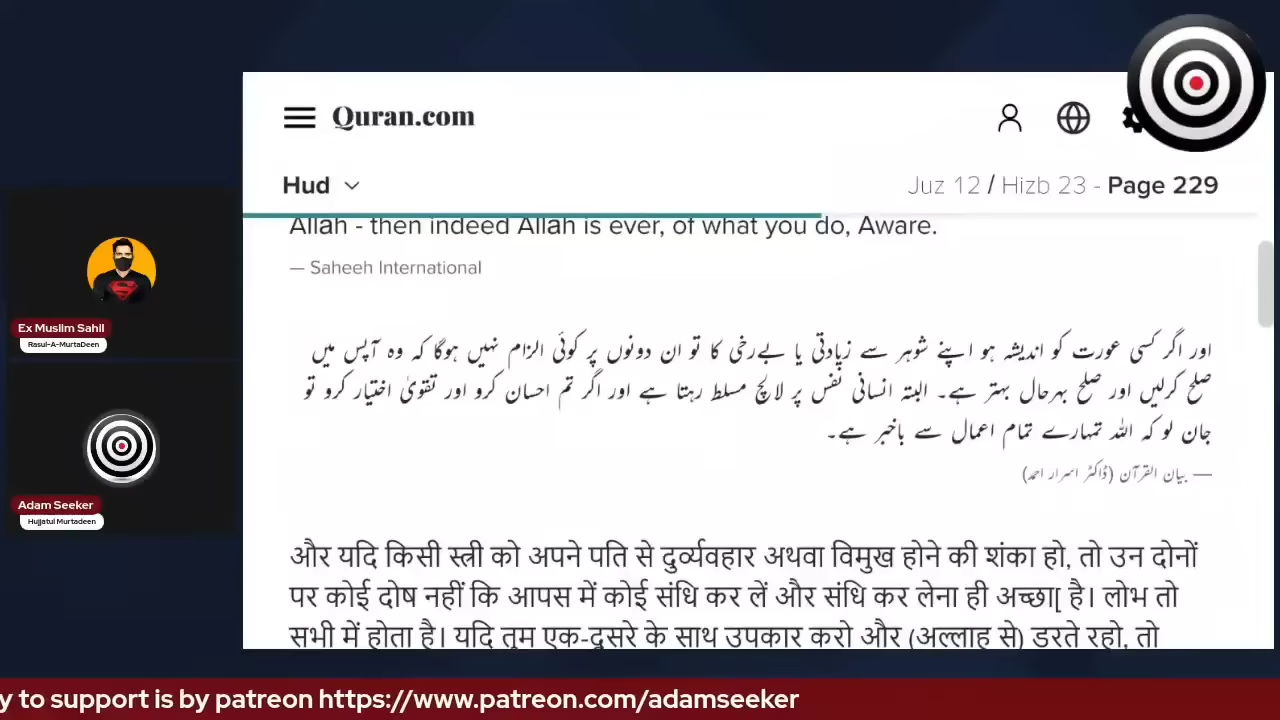 Quran.com
Hud
Juz 12 / Hizb 23 - Page 229
Allah - then indeed Allah is ever, of what you do, Aware.
— Saheeh International
اور اگر کسی عورت کو اندیشہ ہو اپنے شوہر سے زیادتی یا بےرخی کا تو ان دونوں پر کوئی الزام نہیں ہوگا کہ وہ آپس میں
صلح کرلیں اور صلح بہرحال بہتر ہے۔ البتہ انسانی نفس پر لالچ مسلط رہتا ہے اور اگر تم احسان کرو اور تقویٰ اختیار کرو تو
جان لو کہ اللہ تمہارے تمام اعمال سے باخبر ہے۔
— بیان القرآن (ڈاکٹر اسرار احمد)
और यदि किसी स्त्री को अपने पति से दुर्व्यवहार अथवा विमुख होने की शंका हो, तो उन दोनों
पर कोई दोष नहीं कि आपस में कोई संधि कर लें और संधि कर लेना ही अच्छा[ है। लोभ तो
सभी में होता है। यदि तुम एक-दूसरे के साथ उपकार करो और (अल्लाह से) डरते रहो, तो
Ex Muslim Sahil
Rasul-A-MurtaDeen
Adam Seeker
Hujjatul Murtadeen
y to support is by patreon https://www.patreon.com/adamseeker